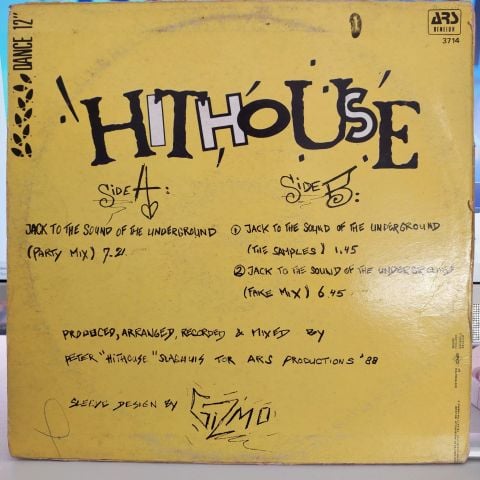 DANCE 12"
ARS
BENELUX
3714
HITHOUSE
SIDE A:
JACK TO THE SOUND OF THE UNDERGROUND
(PARTY MIX) 7.21
SIDE B:
① JACK TO THE SOUND OF THE UNDERGROUND
(THE SAMPLES) 1.45
② JACK TO THE SOUND OF THE UNDERGROUND
(FAKE MIX) 6.45
PRODUCED, ARRANGED, RECORDED & MIXED BY
PETER "HITHOUSE" SLAGHUIS FOR ARS PRODUCTIONS '88
SLEEVE DESIGN BY GIZMO